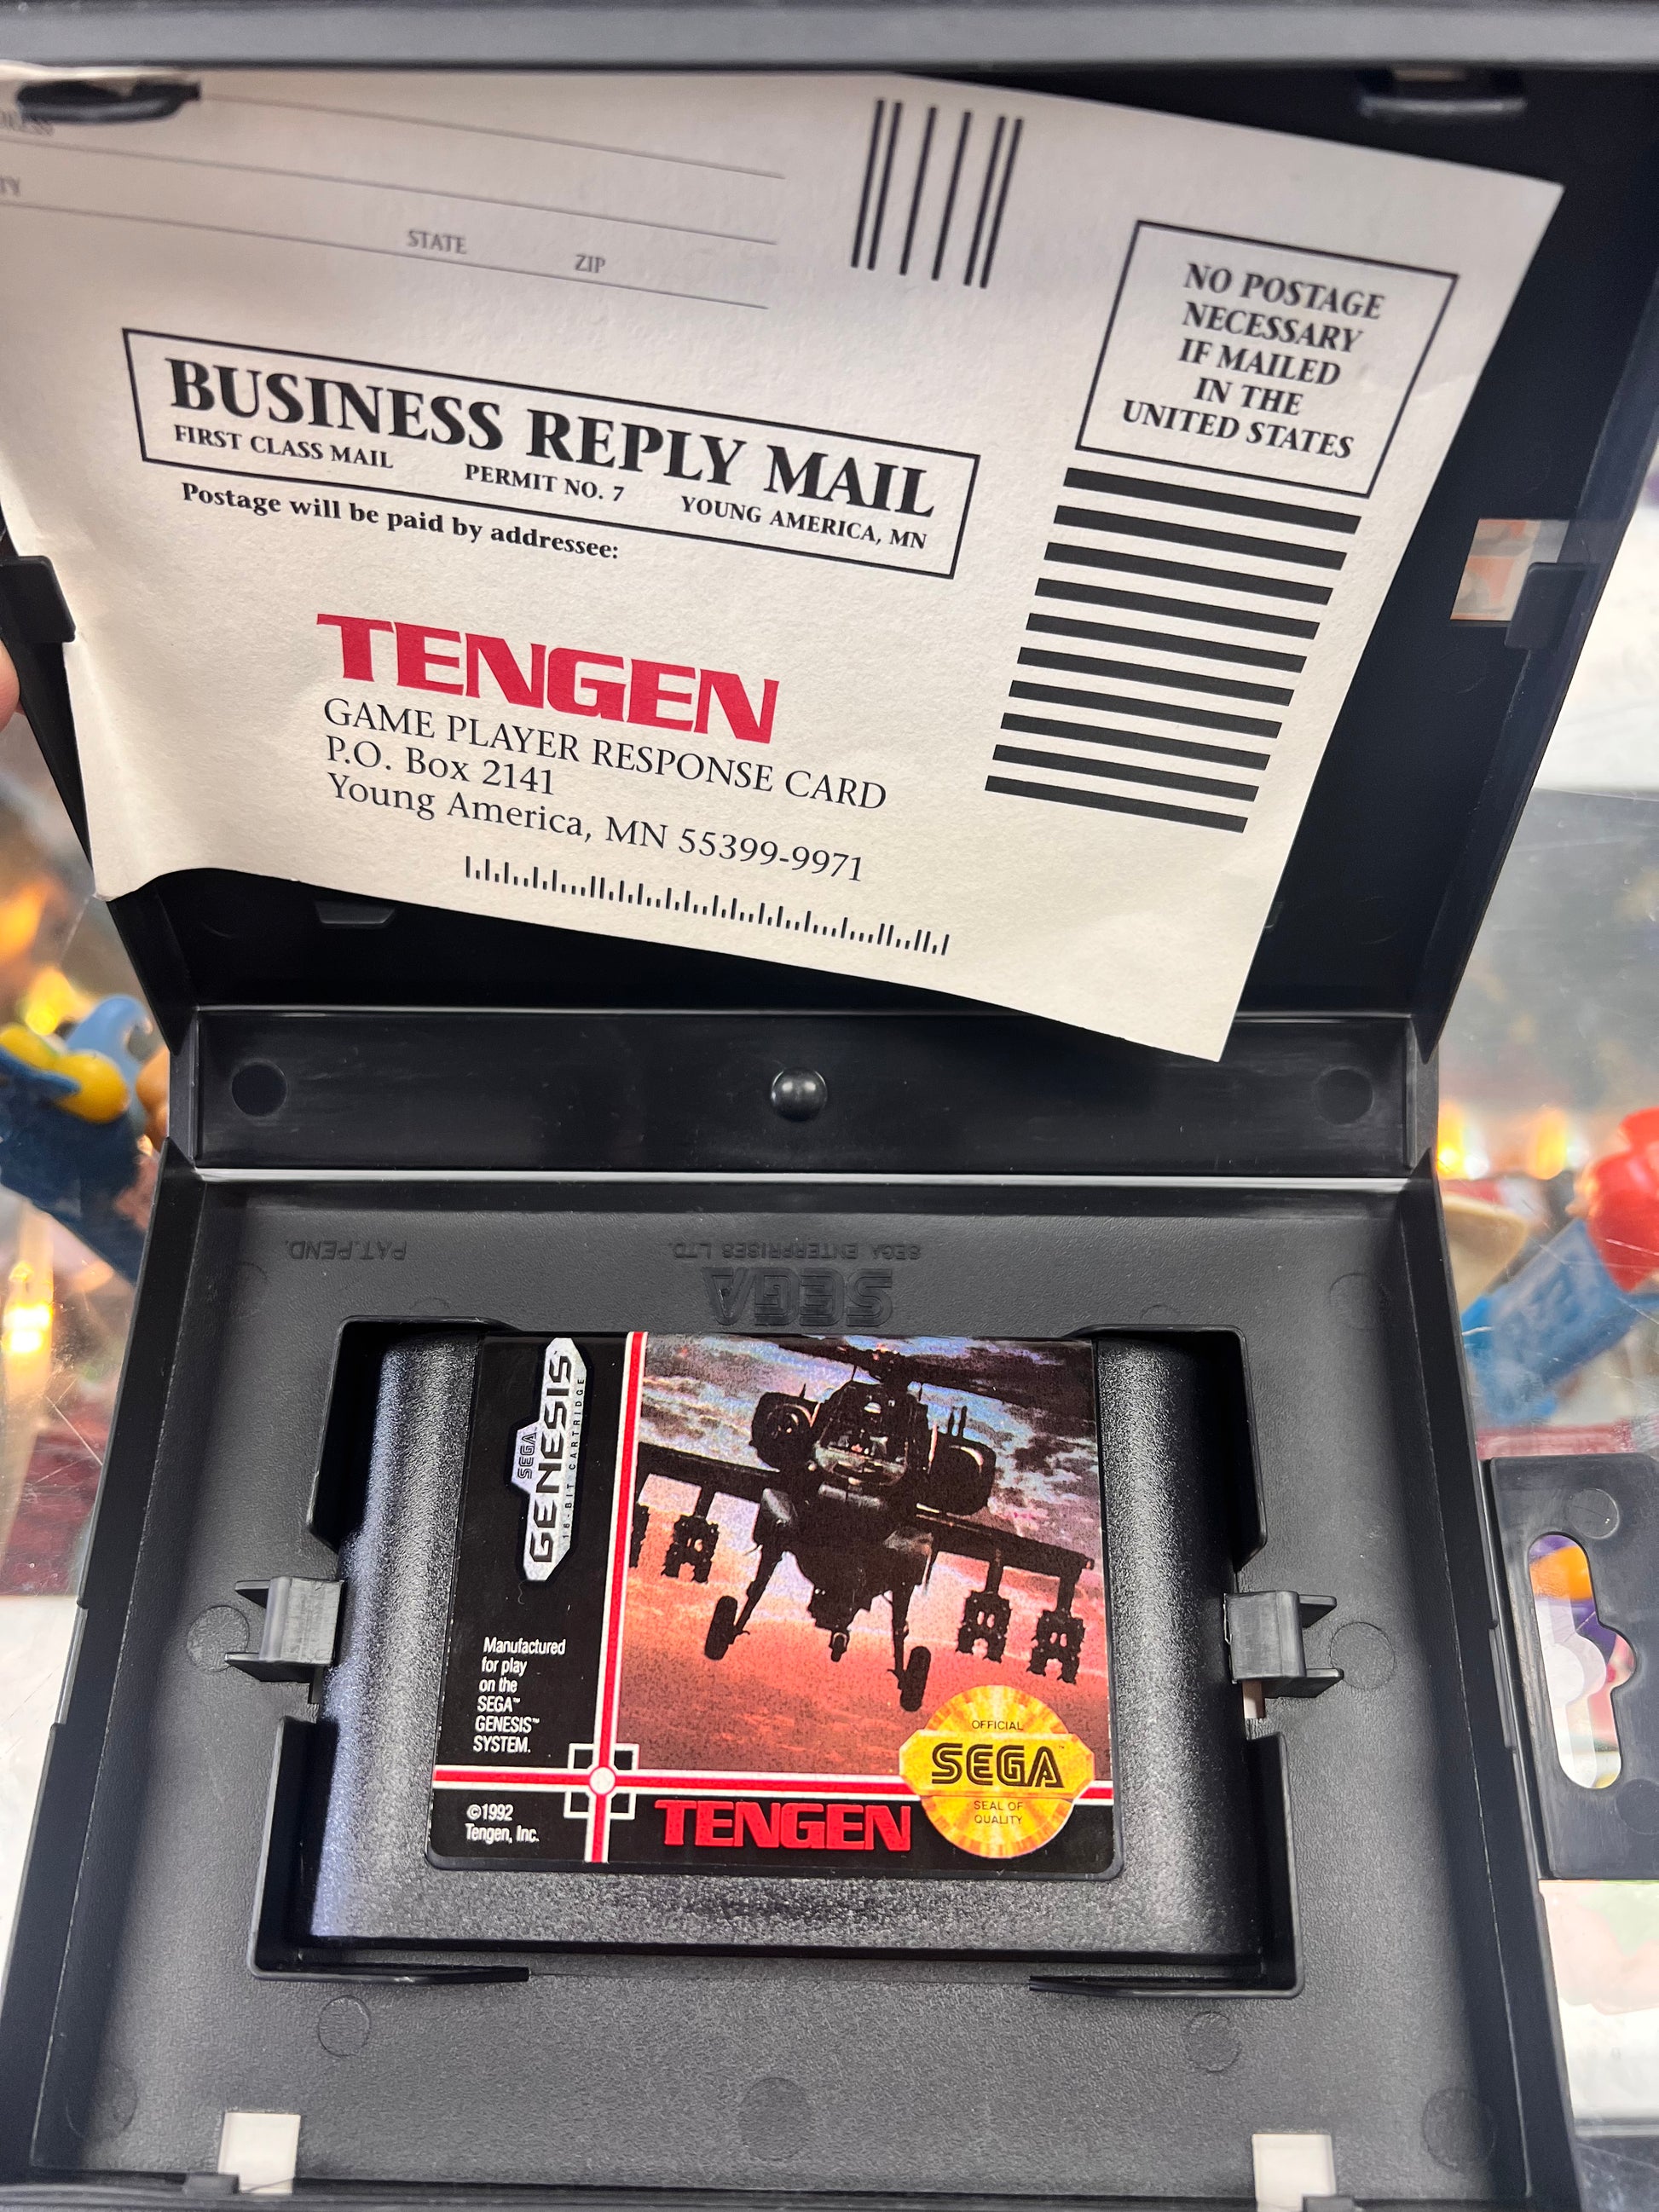 STATE ZIP
NO POSTAGE
NECESSARY
IF MAILED
IN THE
UNITED STATES
BUSINESS REPLY MAIL
FIRST CLASS MAIL PERMIT NO. 7 YOUNG AMERICA, MN
Postage will be paid by addressee:
TENGEN
GAME PLAYER RESPONSE CARD
P.O. Box 2141
Young America, MN 55399-9971
PAT.PEND.
SEGA ENTERPRISES LTD.
SEGA
SEGA
GENESIS
16-BIT CARTRIDGE
Manufactured
for play
on the
SEGA™
GENESIS™
SYSTEM.
©1992
Tengen, Inc.
TENGEN
OFFICIAL
SEGA
SEAL OF
QUALITY